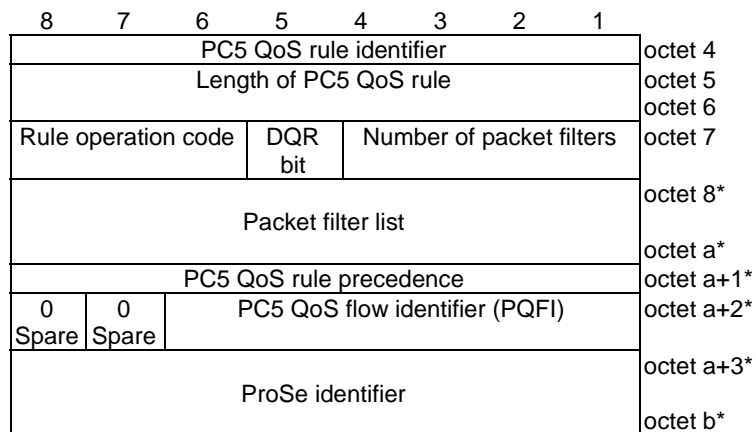 8 7 6 5 4 3 2 1
PC5 QoS rule identifier octet 4
Length of PC5 QoS rule octet 5
octet 6
Rule operation code DQR bit Number of packet filters octet 7
octet 8*
Packet filter list
octet a*
PC5 QoS rule precedence octet a+1*
0 Spare 0 Spare PC5 QoS flow identifier (PQFI) octet a+2*
octet a+3*
ProSe identifier
octet b*